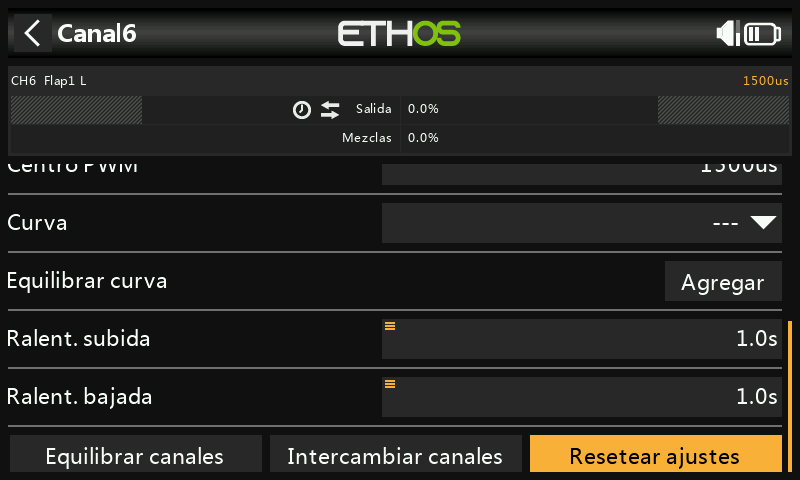 Canal6
ETHOS
CH6 Flap1 L 1500us
Salida 0.0%
Mezclas 0.0%
Centro PWM 1500us
Curva ---
Equilibrar curva Agregar
Ralent. subida 1.0s
Ralent. bajada 1.0s
Equilibrar canales Intercambiar canales Resetear ajustes